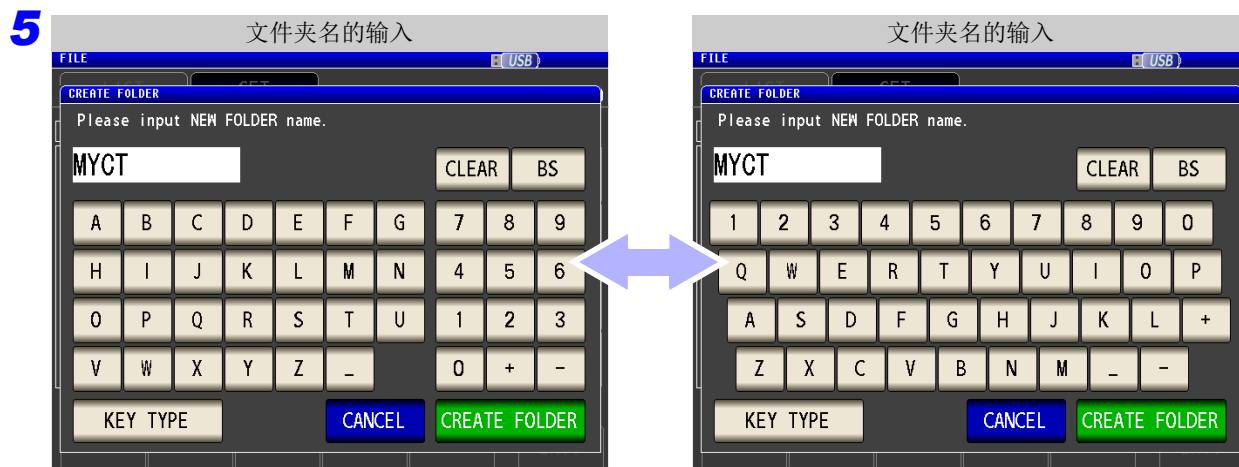 5
文件夹名的输入
FILE
USB
CREATE FOLDER
Please input NEW FOLDER name.
MYCT
CLEAR BS
A B C D E F G 7 8 9
H I J K L M N 4 5 6
O P Q R S T U 1 2 3
V W X Y Z _ 0 + -
KEY TYPE CANCEL CREATE FOLDER
文件夹名的输入
FILE
USB
CREATE FOLDER
Please input NEW FOLDER name.
MYCT
CLEAR BS
1 2 3 4 5 6 7 8 9 0
Q W E R T Y U I O P
A S D F G H J K L +
Z X C V B N M _ -
KEY TYPE CANCEL CREATE FOLDER